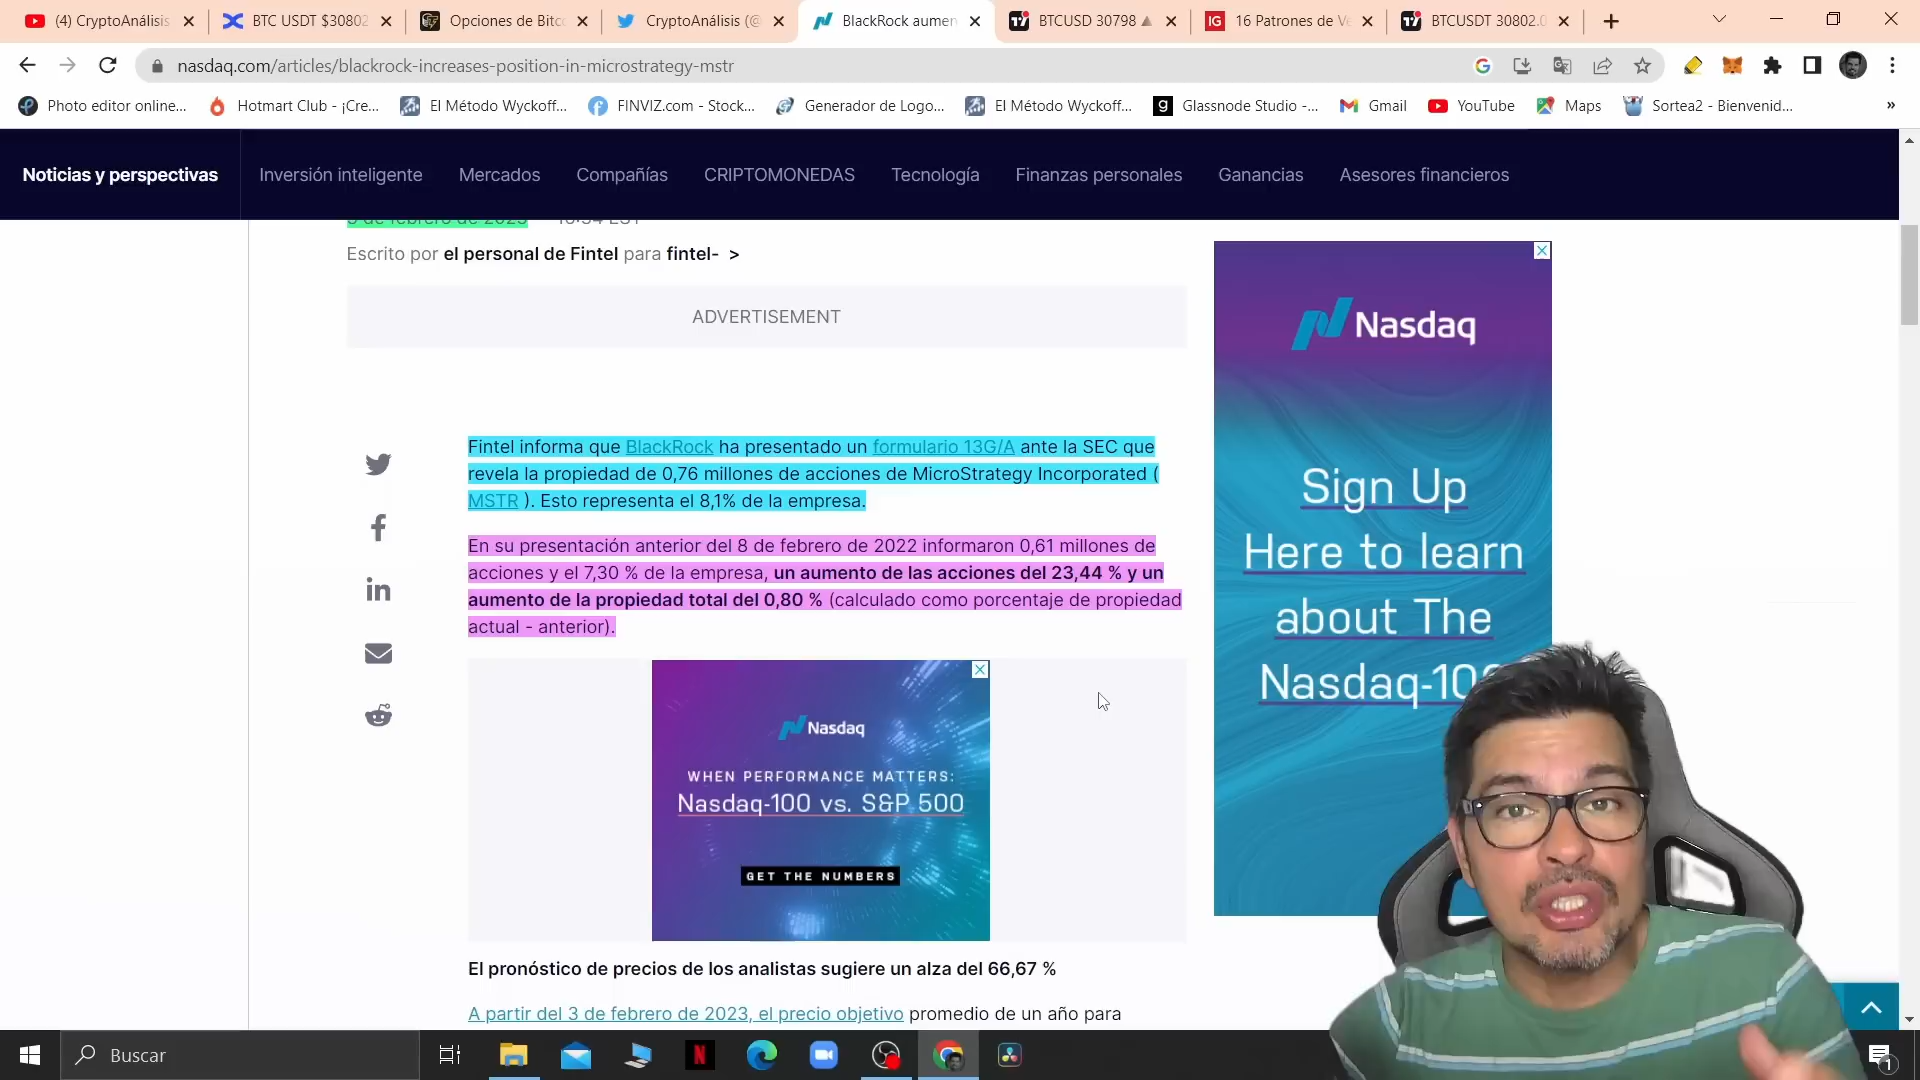 (4) CryptoAnálisis
BTC USDT $30802
Opciones de Bitc
CryptoAnálisis (@
BlackRock aumen
BTCUSD 30798
16 Patrones de Ve
BTCUSDT 30802.0
nasdaq.com/articles/blackrock-increases-position-in-microstrategy-mstr
Photo editor online...
Hotmart Club - ¡Cre...
El Método Wyckoff...
FINVIZ.com - Stock...
Generador de Logo...
El Método Wyckoff...
Glassnode Studio -...
Gmail
YouTube
Maps
Sortea2 - Bienvenid...
»
Noticias y perspectivas
Inversión inteligente
Mercados
Compañías
CRIPTOMONEDAS
Tecnología
Finanzas personales
Ganancias
Asesores financieros
Escrito por el personal de Fintel para fintel- >
ADVERTISEMENT
Fintel informa que BlackRock ha presentado un formulario 13G/A ante la SEC que
revela la propiedad de 0,76 millones de acciones de MicroStrategy Incorporated (
MSTR ). Esto representa el 8,1% de la empresa.
En su presentación anterior del 8 de febrero de 2022 informaron 0,61 millones de
acciones y el 7,30 % de la empresa, un aumento de las acciones del 23,44 % y un
aumento de la propiedad total del 0,80 % (calculado como porcentaje de propiedad
actual - anterior).
Nasdaq
WHEN PERFORMANCE MATTERS:
Nasdaq-100 vs. S&P 500
GET THE NUMBERS
El pronóstico de precios de los analistas sugiere un alza del 66,67 %
A partir del 3 de febrero de 2023, el precio objetivo promedio de un año para
Nasdaq
Sign Up
Here to learn
about The
Nasdaq-100
Buscar
1